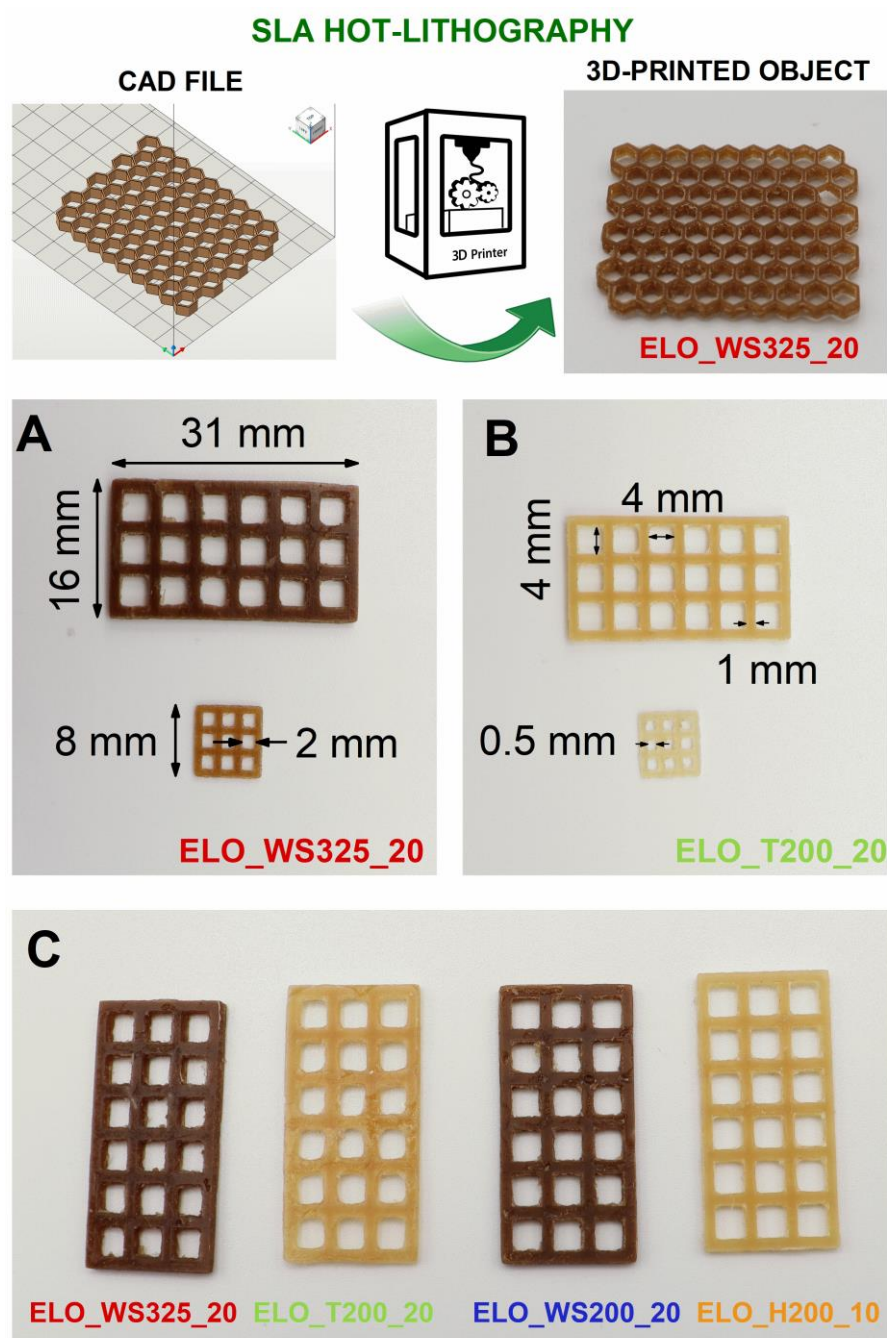 SLA HOT-LITHOGRAPHY
CAD FILE
3D-PRINTED OBJECT
3D Printer
ELO_WS325_20
A
31 mm
16 mm
8 mm
2 mm
ELO_WS325_20
B
4 mm
4 mm
1 mm
0.5 mm
ELO_T200_20
C
ELO_WS325_20
ELO_T200_20
ELO_WS200_20
ELO_H200_10